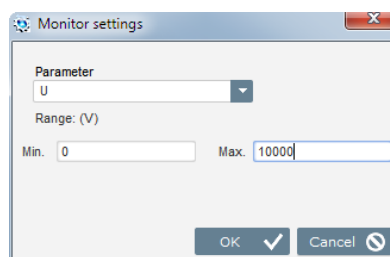 Monitor settings
Parameter
U
Range: (V)
Min. 0 Max. 10000
OK Cancel